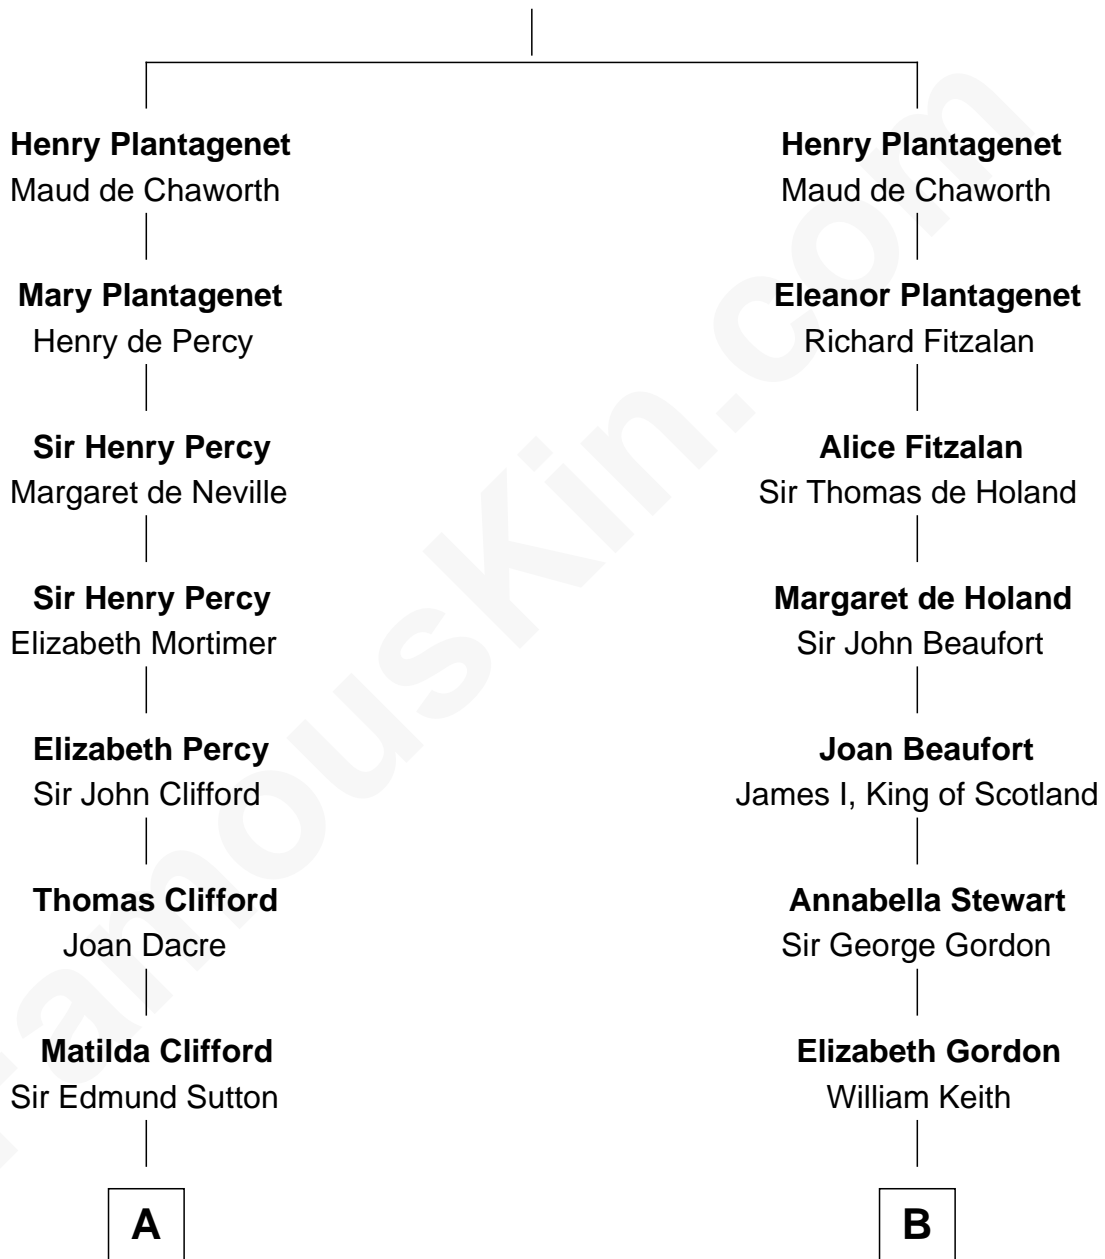 Henry Plantagenet
Maud de Chaworth
Mary Plantagenet
Henry de Percy
Sir Henry Percy
Margaret de Neville
Sir Henry Percy
Elizabeth Mortimer
Elizabeth Percy
Sir John Clifford
Thomas Clifford
Joan Dacre
Matilda Clifford
Sir Edmund Sutton
A
Henry Plantagenet
Maud de Chaworth
Eleanor Plantagenet
Richard Fitzalan
Alice Fitzalan
Sir Thomas de Holand
Margaret de Holand
Sir John Beaufort
Joan Beaufort
James I, King of Scotland
Annabella Stewart
Sir George Gordon
Elizabeth Gordon
William Keith
B
FamousKin.com